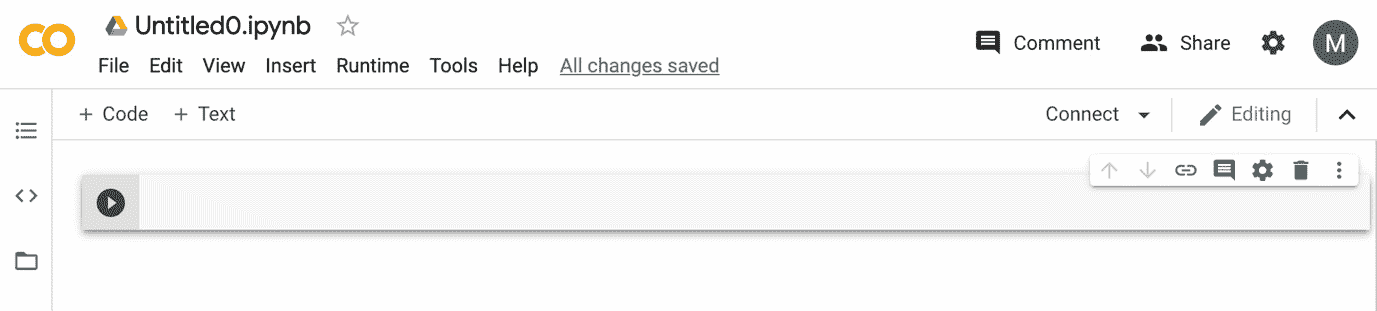 CO Untitled0.ipynb
Comment Share M
File Edit View Insert Runtime Tools Help All changes saved
+ Code + Text Connect Editing